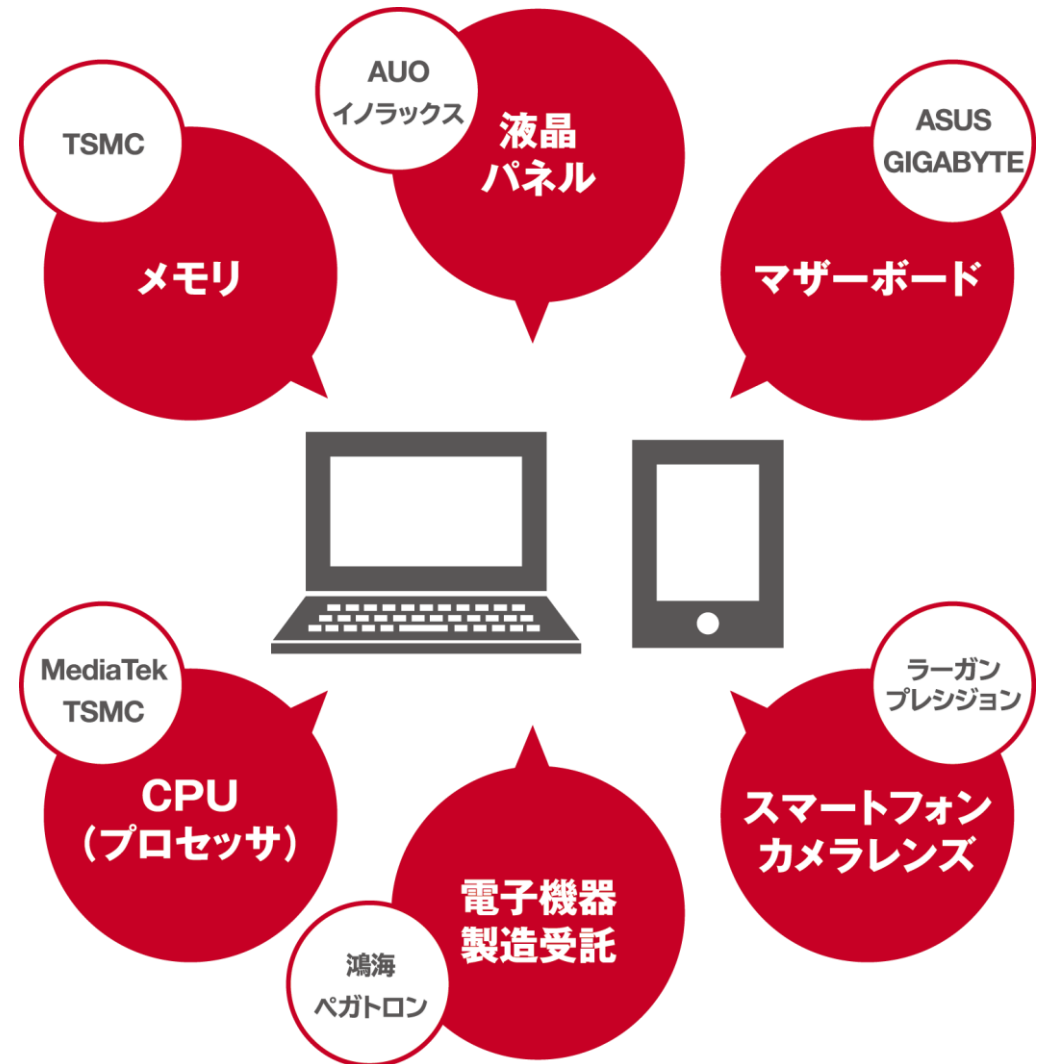 TSMC
メモリ
AUO
イノラックス
液晶
パネル
ASUS
GIGABYTE
マザーボード
MediaTek
TSMC
CPU
（プロセッサ）
鴻海
ペガトロン
電子機器
製造受託
ラーガン
プレシジョン
スマートフォン
カメラレンズ